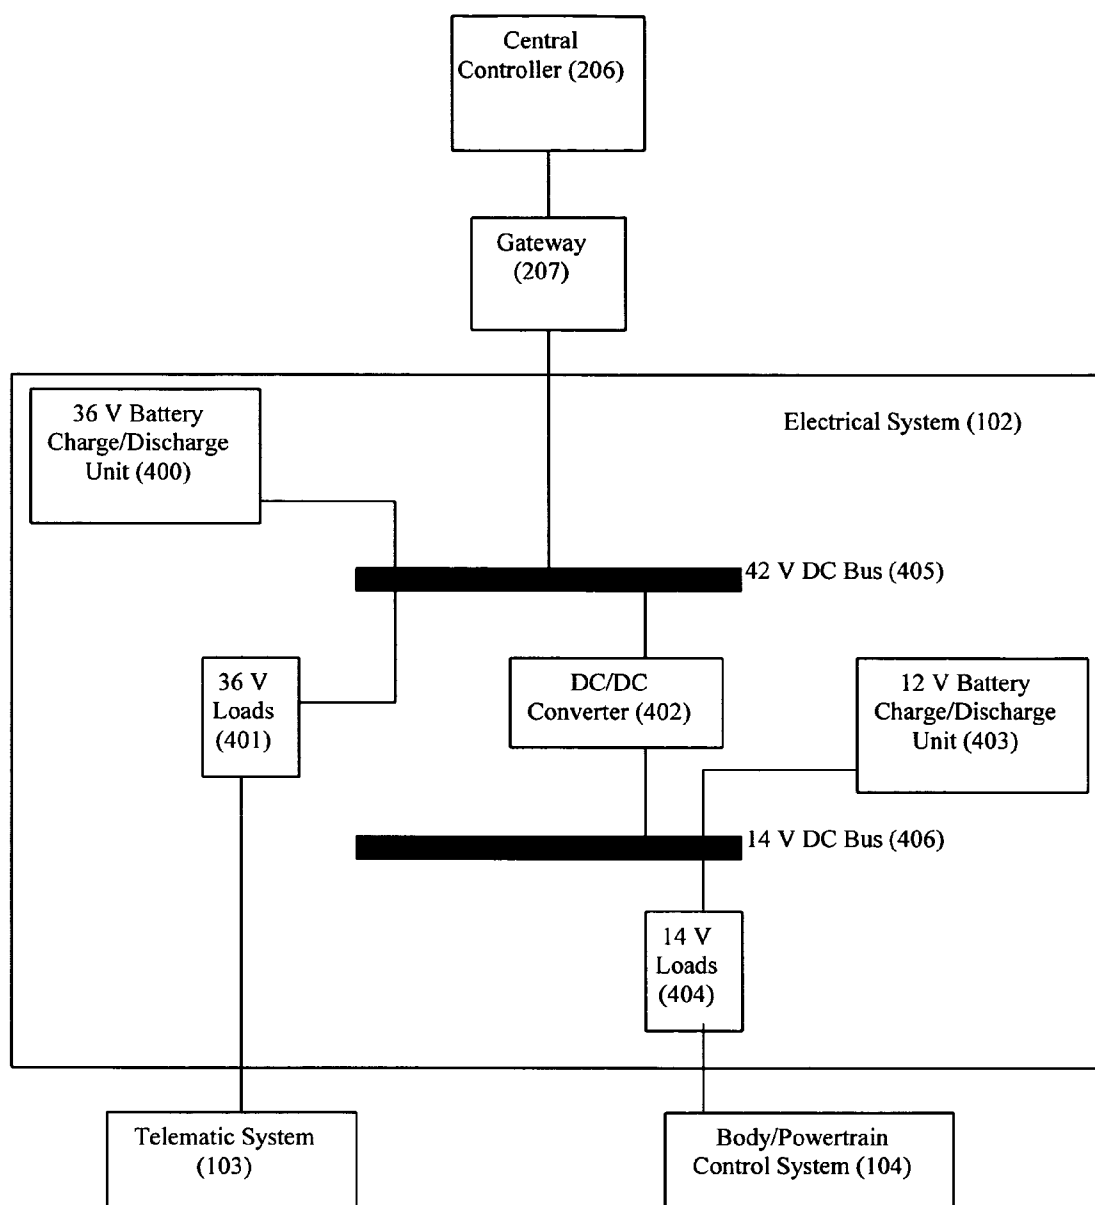 Central
Controller (206)
Gateway
(207)
36 V Battery
Charge/Discharge
Unit (400)
Electrical System (102)
42 V DC Bus (405)
36 V
Loads
(401)
DC/DC
Converter (402)
12 V Battery
Charge/Discharge
Unit (403)
14 V DC Bus (406)
14 V
Loads
(404)
Telematic System
(103)
Body/Powertrain
Control System (104)